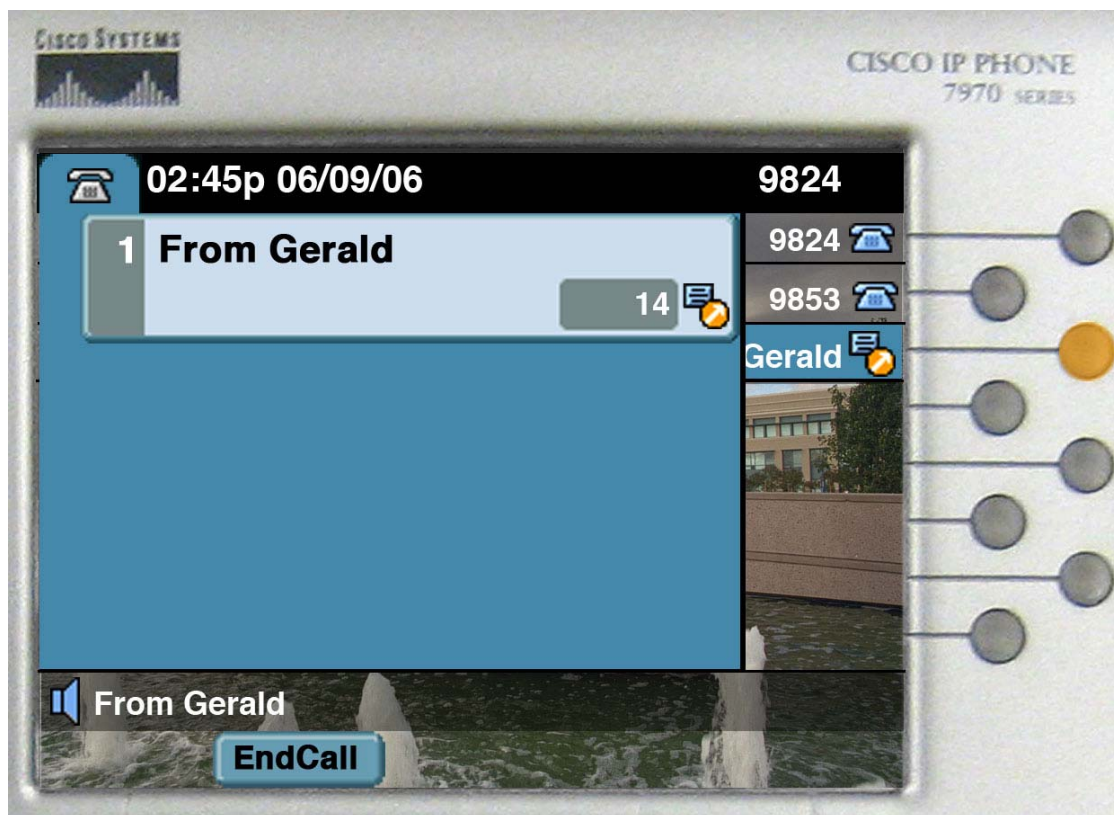 CISCO SYSTEMS
CISCO IP PHONE
7970 SERIES
02:45p 06/09/06
9824
1 From Gerald
14
9824
9853
Gerald
From Gerald
EndCall